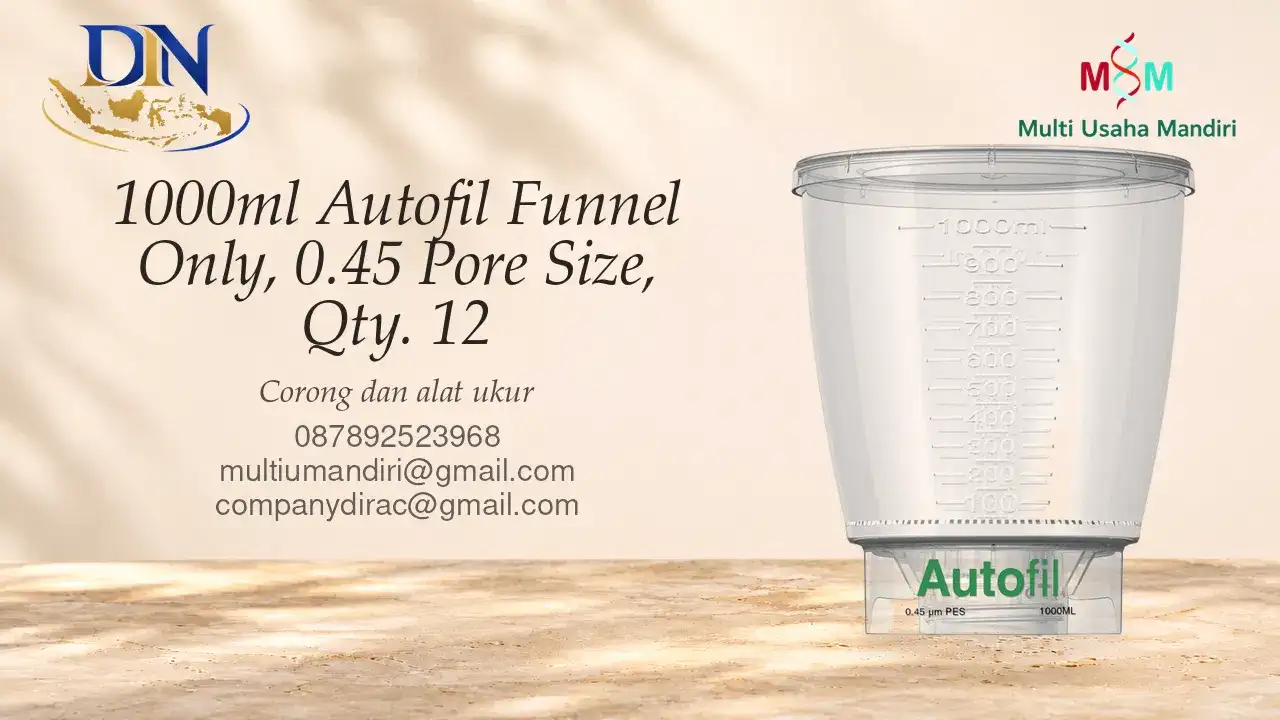 DIN
M M
Multi Usaha Mandiri
1000ml Autofil Funnel
Only, 0.45 Pore Size,
Qty. 12
Corong dan alat ukur
087892523968
multiumandiri@gmail.com
companydirac@gmail.com
1000ml
900
800
700
600
500
400
300
200
100
Autofil
0.45 µm PES
1000ML